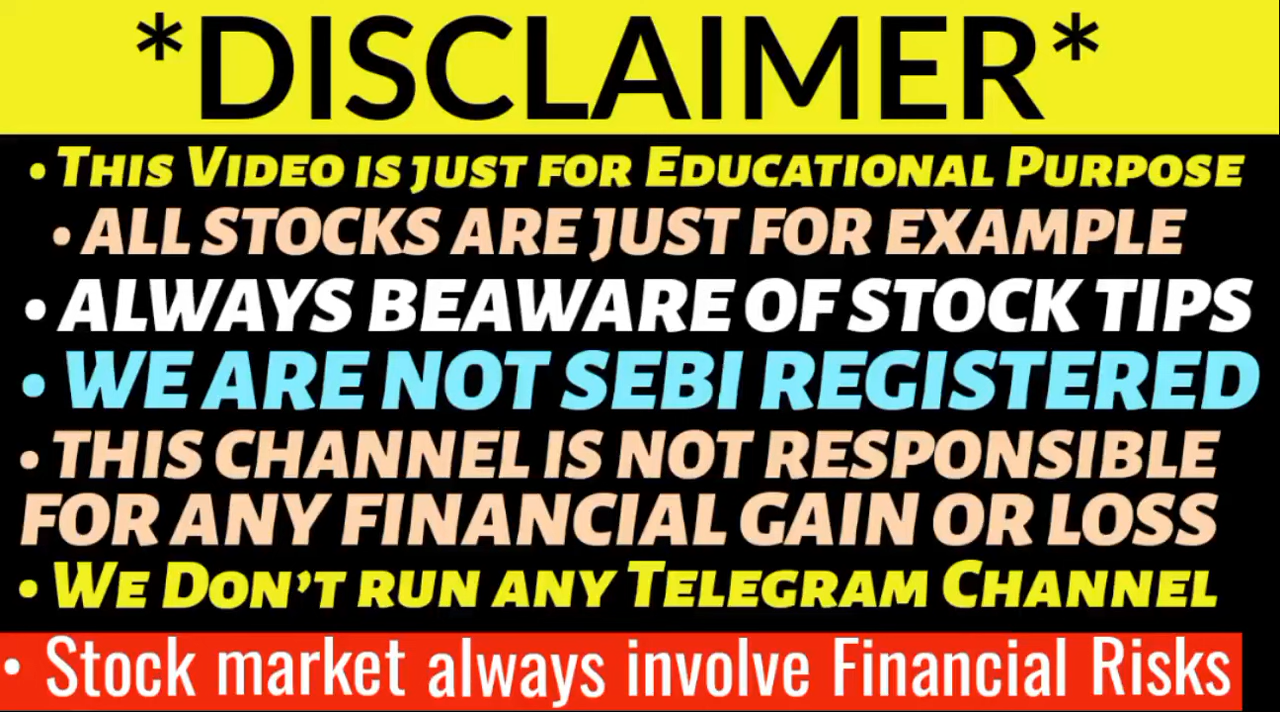 *DISCLAIMER*
• THIS VIDEO IS JUST FOR EDUCATIONAL PURPOSE
• ALL STOCKS ARE JUST FOR EXAMPLE
• ALWAYS BEAWARE OF STOCK TIPS
• WE ARE NOT SEBI REGISTERED
• THIS CHANNEL IS NOT RESPONSIBLE
FOR ANY FINANCIAL GAIN OR LOSS
• WE DON’T RUN ANY TELEGRAM CHANNEL
• Stock market always involve Financial Risks